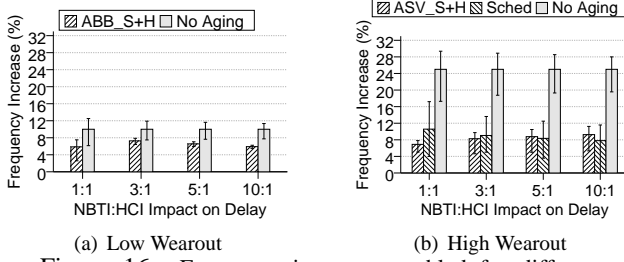 ABB_S+H No Aging
Frequency Increase (%)
32
28
24
20
16
12
8
4
0
1:1 3:1 5:1 10:1
NBTI:HCI Impact on Delay
(a) Low Wearout
ASV_S+H Sched No Aging
Frequency Increase (%)
32
28
24
20
16
12
8
4
0
1:1 3:1 5:1 10:1
NBTI:HCI Impact on Delay
(b) High Wearout